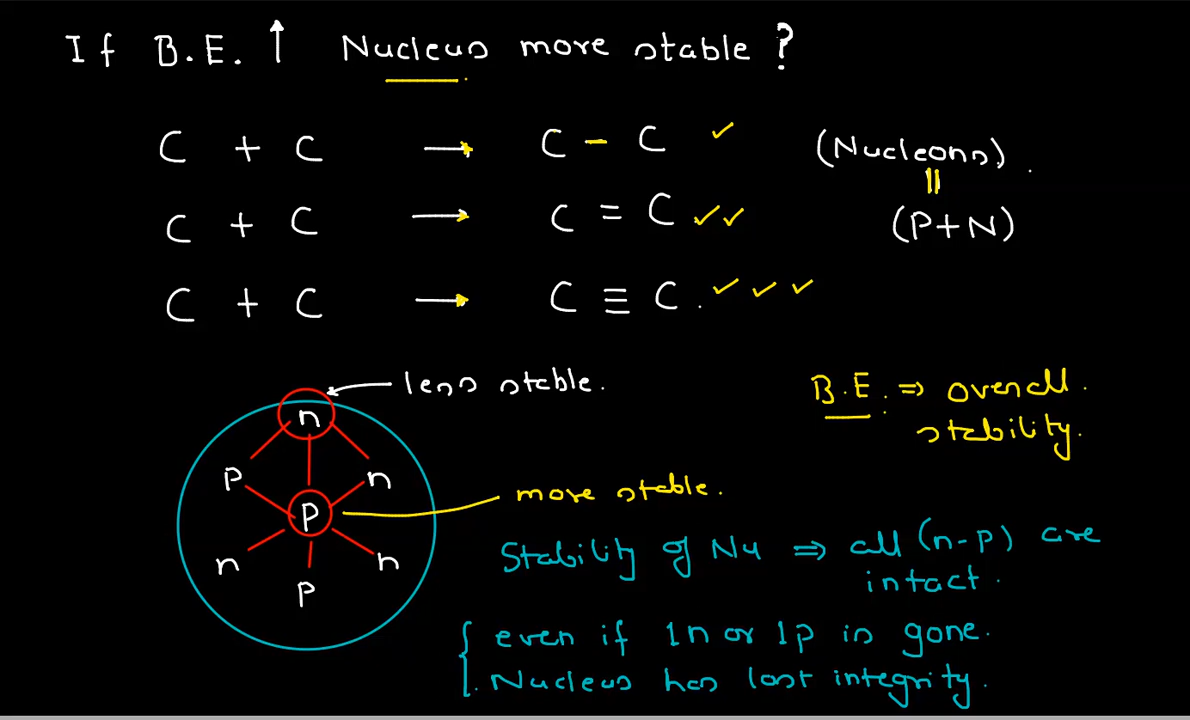 If B.E. ↑ Nucleus more stable ?
C + C → C - C ✓ (Nucleons).
||
C + C → C = C ✓✓ (P+N)
C + C → C ≡ C. ✓ ✓ ✓
less stable.
n
B.E. ⇒ overall
stability.
P n
more stable.
P
Stability of Nu ⇒ all (n-p) are
intact.
n n
P
even if 1n or 1p is gone.
Nucleus has lost integrity.